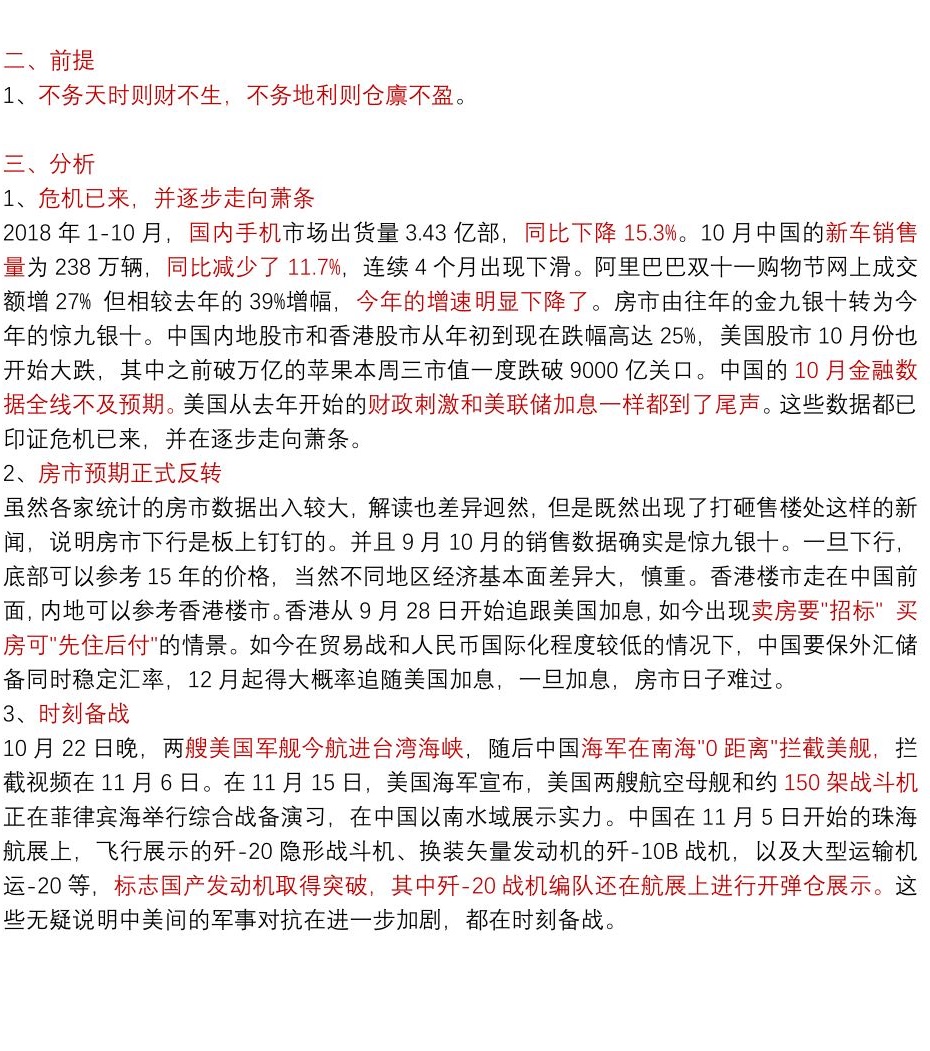 二、前提
1、不务天时则财不生，不务地利则仓廪不盈。
三、分析
1、危机已来，并逐步走向萧条
2018 年 1-10 月，国内手机市场出货量 3.43 亿部，同比下降 15.3%。10 月中国的新车销售
量为 238 万辆，同比减少了 11.7%，连续 4 个月出现下滑。阿里巴巴双十一购物节网上成交
额增 27% 但相较去年的 39%增幅，今年的增速明显下降了。房市由往年的金九银十转为今
年的惊九银十。中国内地股市和香港股市从年初到现在跌幅高达 25%，美国股市 10 月份也
开始大跌，其中之前破万亿的苹果本周三市值一度跌破 9000 亿关口。中国的 10 月金融数
据全线不及预期。美国从去年开始的财政刺激和美联储加息一样都到了尾声。这些数据都已
印证危机已来，并在逐步走向萧条。
2、房市预期正式反转
虽然各家统计的房市数据出入较大，解读也差异迥然，但是既然出现了打砸售楼处这样的新
闻，说明房市下行是板上钉钉的。并且 9 月 10 月的销售数据确实是惊九银十。一旦下行，
底部可以参考 15 年的价格，当然不同地区经济基本面差异大，慎重。香港楼市走在中国前
面，内地可以参考香港楼市。香港从 9 月 28 日开始追跟美国加息，如今出现卖房要"招标" 买
房可"先住后付"的情景。如今在贸易战和人民币国际化程度较低的情况下，中国要保外汇储
备同时稳定汇率，12 月起得大概率追随美国加息，一旦加息，房市日子难过。
3、时刻备战
10 月 22 日晚，两艘美国军舰今航进台湾海峡，随后中国海军在南海"0 距离"拦截美舰，拦
截视频在 11 月 6 日。在 11 月 15 日，美国海军宣布，美国两艘航空母舰和约 150 架战斗机
正在菲律宾海举行综合战备演习，在中国以南水域展示实力。中国在 11 月 5 日开始的珠海
航展上，飞行展示的歼-20 隐形战斗机、换装矢量发动机的歼-10B 战机，以及大型运输机
运-20 等，标志国产发动机取得突破，其中歼-20 战机编队还在航展上进行开弹仓展示。这
些无疑说明中美间的军事对抗在进一步加剧，都在时刻备战。